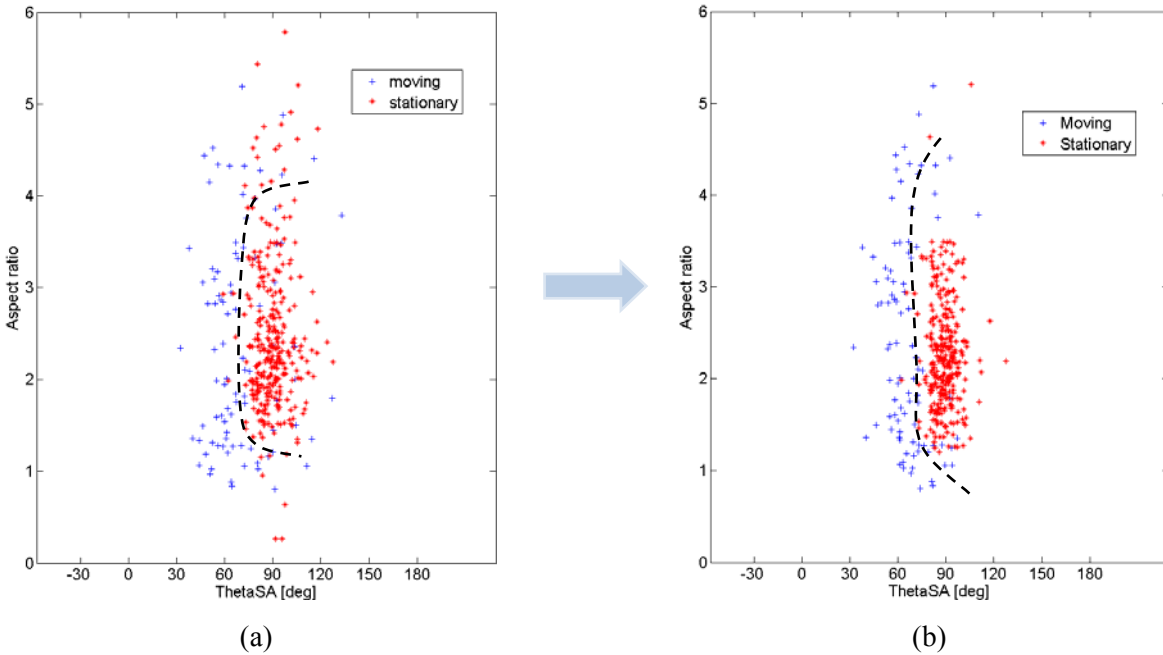 6
5
4
3
2
1
0
Aspect ratio
-30 0 30 60 90 120 150 180
ThetaSA [deg]
moving
stationary
(a)
6
5
4
3
2
1
0
Aspect ratio
-30 0 30 60 90 120 150 180
ThetaSA [deg]
Moving
Stationary
(b)